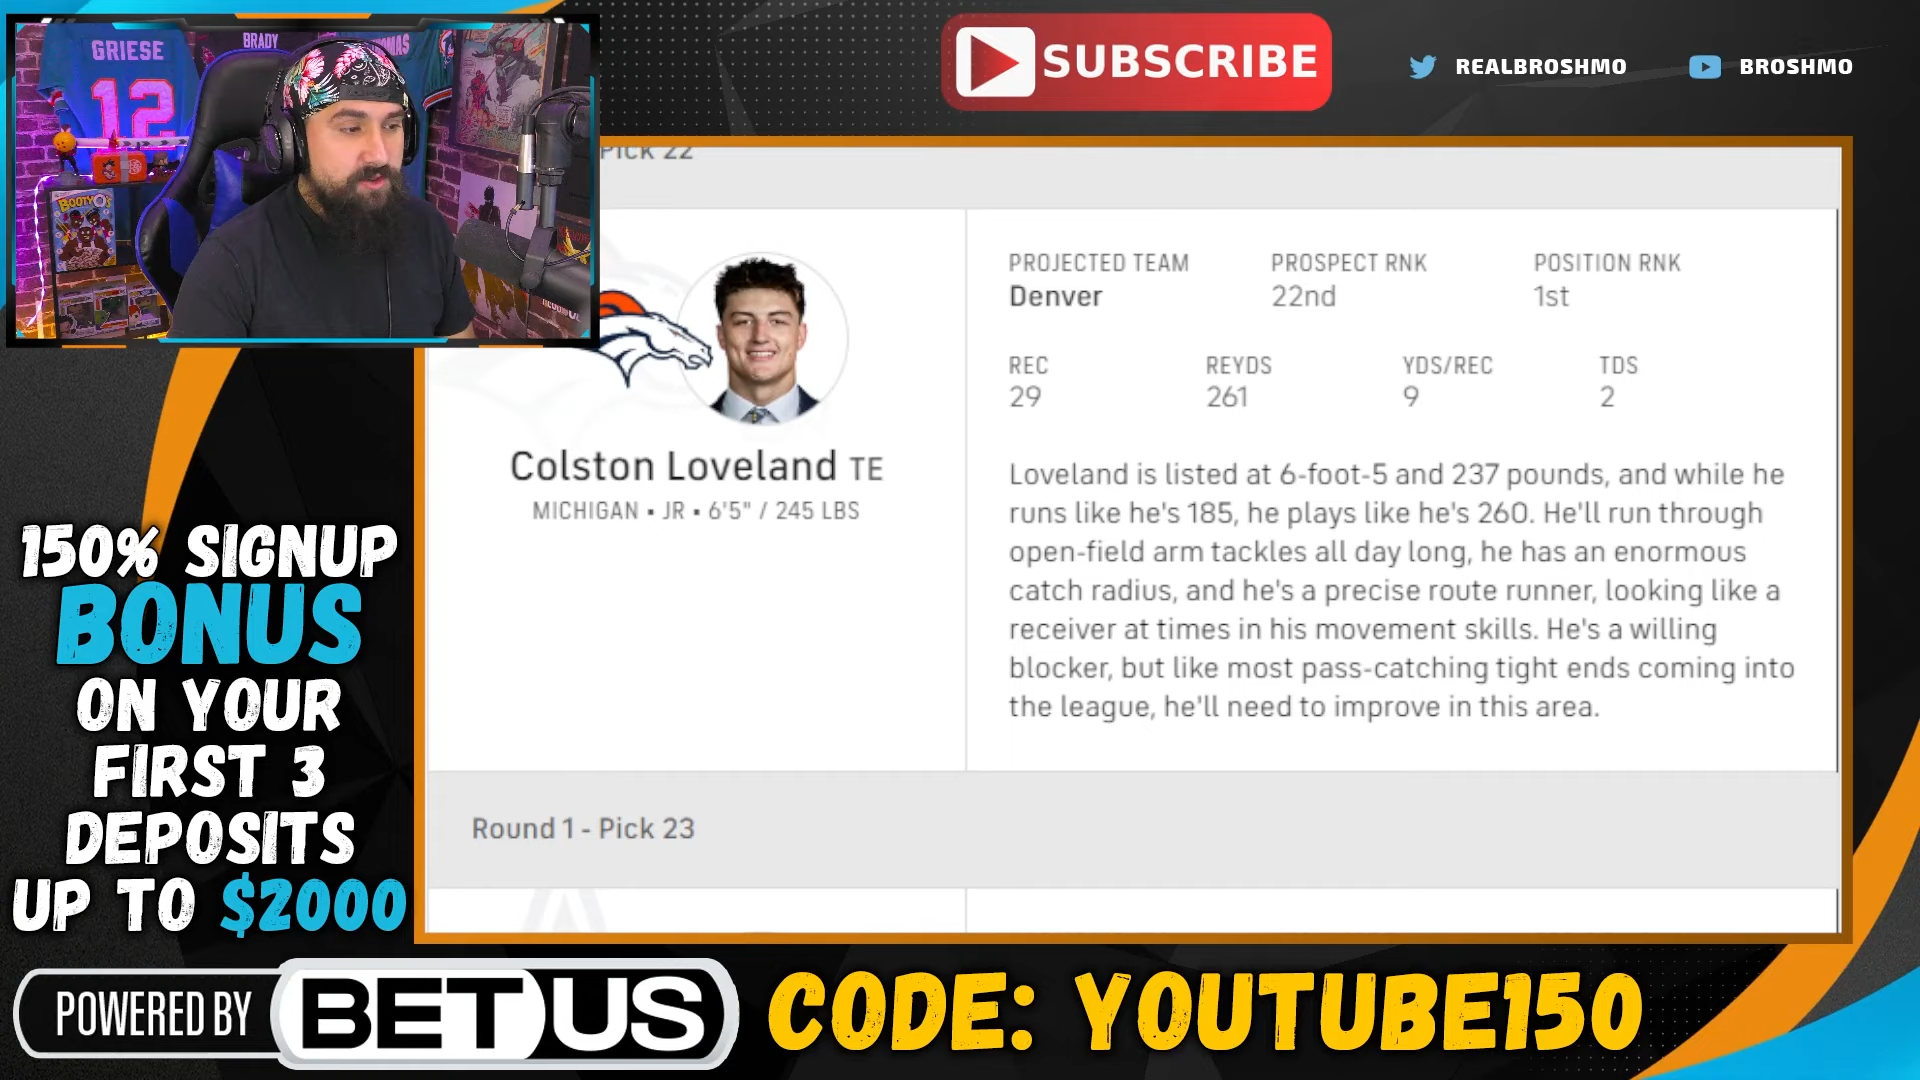 GRIESE
12
BRADY
BOOTY O's
SUBSCRIBE
REALBROSHMO
BROSHMO
Pick 22
PROJECTED TEAM
PROSPECT RNK
POSITION RNK
Denver
22nd
1st
REC
REYDS
YDS/REC
TDS
29
261
9
2
Colston Loveland TE
MICHIGAN • JR • 6'5" / 245 LBS
Loveland is listed at 6-foot-5 and 237 pounds, and while he
runs like he's 185, he plays like he's 260. He'll run through
open-field arm tackles all day long, he has an enormous
catch radius, and he's a precise route runner, looking like a
receiver at times in his movement skills. He's a willing
blocker, but like most pass-catching tight ends coming into
the league, he'll need to improve in this area.
Round 1 - Pick 23
150% SIGNUP
BONUS
ON YOUR
FIRST 3
DEPOSITS
UP TO $2000
POWERED BY
BETUS
CODE: YOUTUBE150